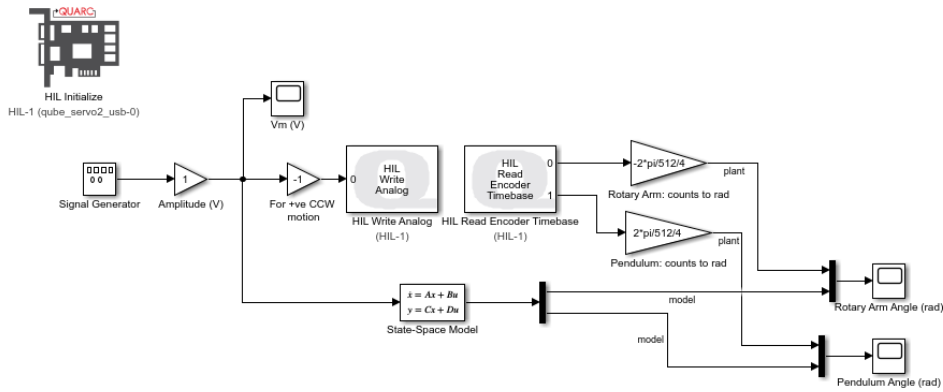 QUARC
HIL Initialize
HIL-1 (qube_servo2_usb-0)
Vm (V)
Signal Generator
1
Amplitude (V)
-1
For +ve CCW
motion
0
HIL
Write
Analog
HIL Write Analog
(HIL-1)
HIL
Read
Encoder
Timebase
0
1
HIL Read Encoder Timebase
(HIL-1)
-2*pi/512/4
plant
Rotary Arm: counts to rad
2*pi/512/4
plant
Pendulum: counts to rad
ẋ = Ax + Bu
y = Cx + Du
State-Space Model
model
model
Rotary Arm Angle (rad)
Pendulum Angle (rad)